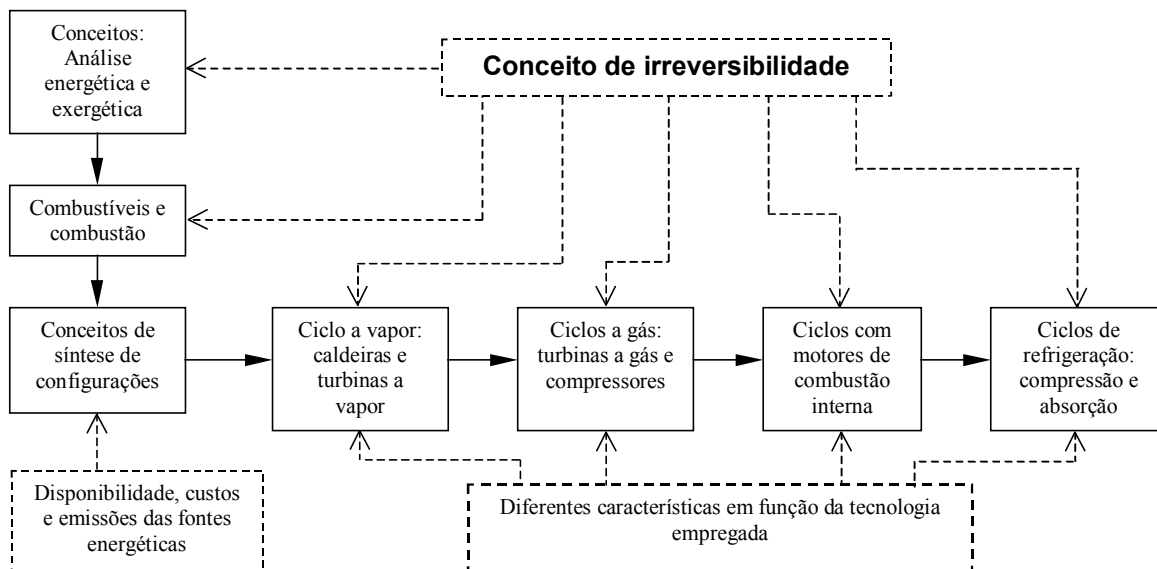 Conceitos:
Análise
energética e
exergética
Conceito de irreversibilidade
Combustíveis e
combustão
Conceitos de
síntese de
configurações
Ciclo a vapor:
caldeiras e
turbinas a
vapor
Ciclos a gás:
turbinas a gás e
compressores
Ciclos com
motores de
combustão
interna
Ciclos de
refrigeração:
compressão e
absorção
Disponibilidade, custos
e emissões das fontes
energéticas
Diferentes características em função da tecnologia
empregada